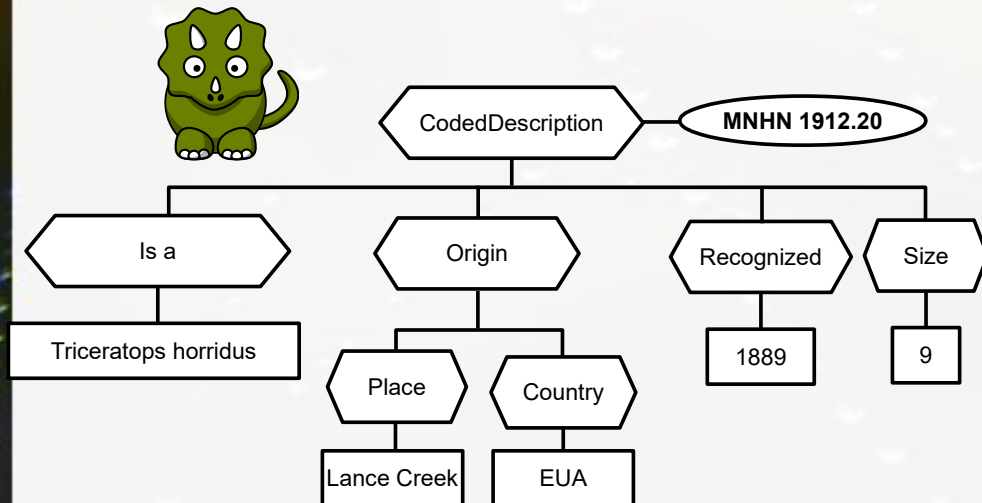 CodedDescription
MNHN 1912.20
Is a
Origin
Recognized
Size
Triceratops horridus
1889
9
Place
Country
Lance Creek
EUA